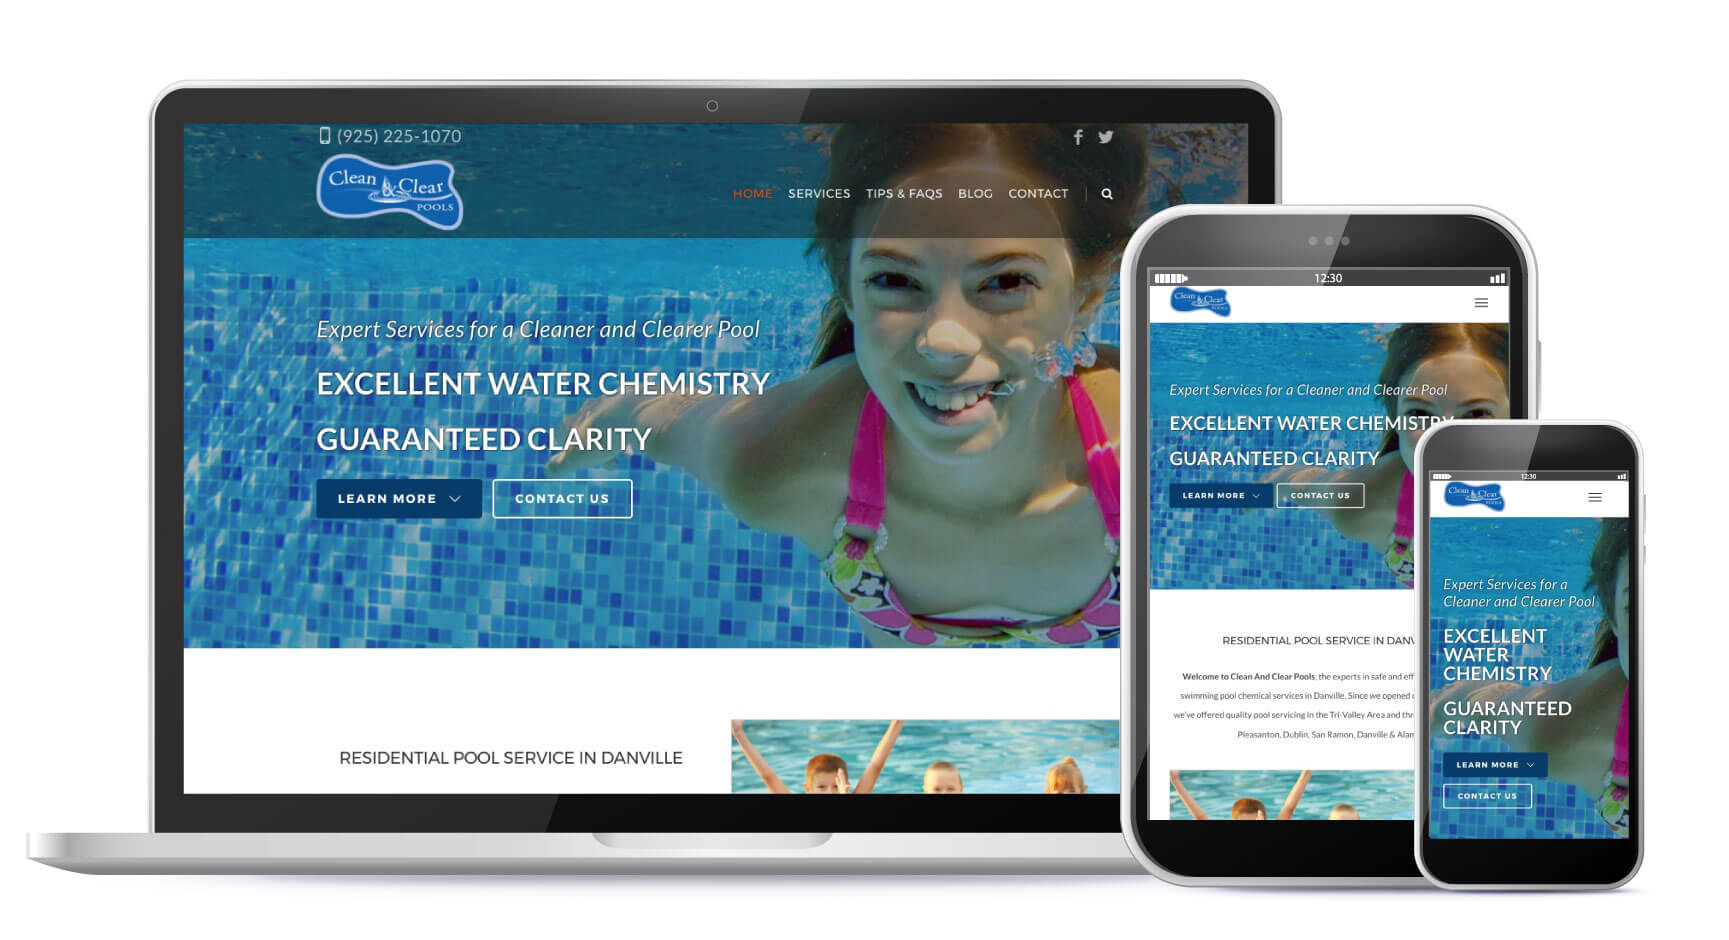 (925) 225-1070
Clean & Clear
POOLS
HOME SERVICES TIPS & FAQS BLOG CONTACT
Expert Services for a Cleaner and Clearer Pool
EXCELLENT WATER CHEMISTRY
GUARANTEED CLARITY
LEARN MORE CONTACT US
RESIDENTIAL POOL SERVICE IN DANVILLE
12:30
Clean & Clear
POOLS
Expert Services for a Cleaner and Clearer Pool
EXCELLENT WATER CHEMISTRY
GUARANTEED CLARITY
LEARN MORE CONTACT US
RESIDENTIAL POOL SERVICE IN DANV
Welcome to Clean And Clear Pools, the experts in safe and eff
swimming pool chemical services in Danville. Since we opened
we've offered quality pool servicing in the Tri-Valley Area and thr
Pleasanton, Dublin, San Ramon, Danville & Alam
12:30
Clean & Clear
POOLS
Expert Services for a
Cleaner and Clearer Pool
EXCELLENT
WATER
CHEMISTRY
GUARANTEED
CLARITY
LEARN MORE
CONTACT US